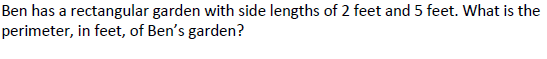 Ben has a rectangular garden with side lengths of 2 feet and 5 feet. What is the
perimeter, in feet, of Ben’s garden?